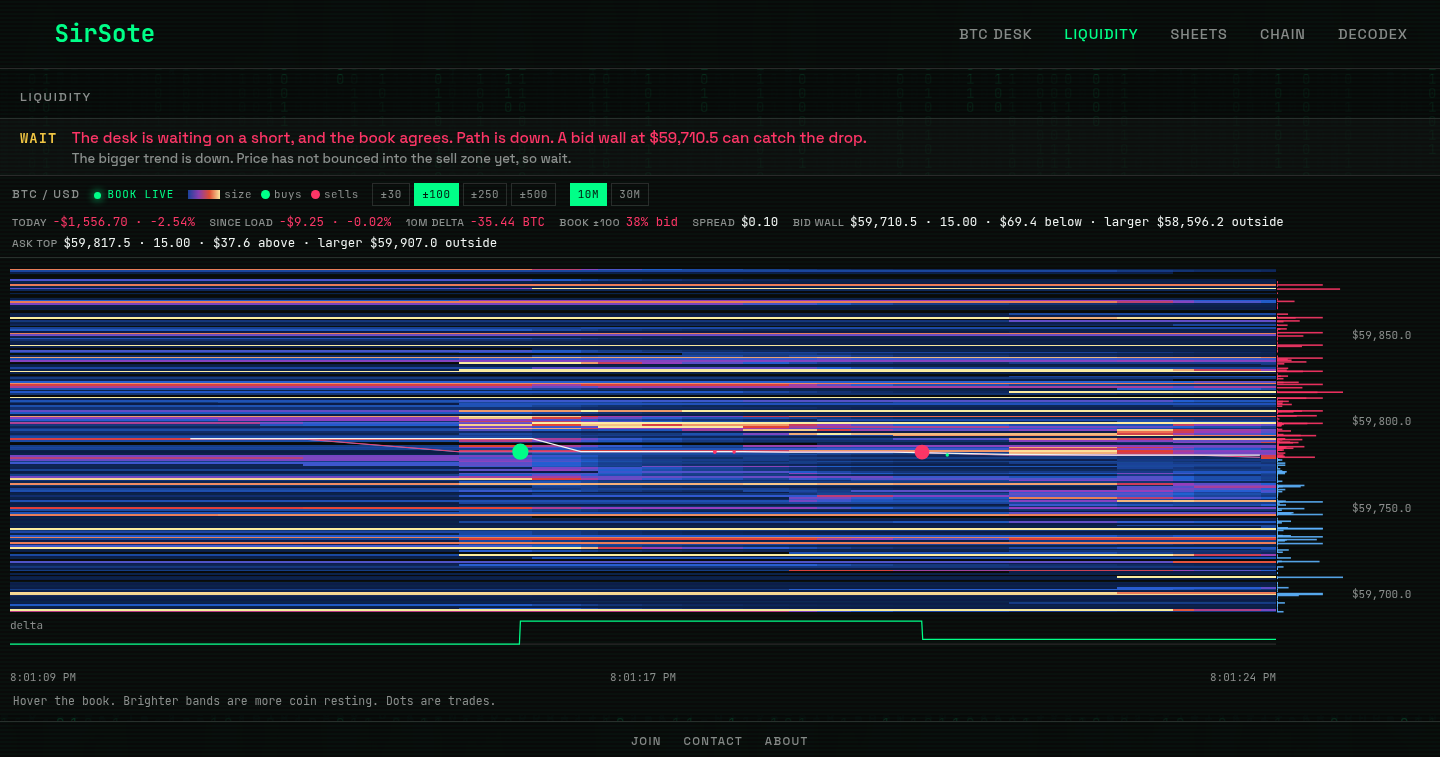 SirSote
BTC DESK LIQUIDITY SHEETS CHAIN DECODEX
LIQUIDITY
WAIT The desk is waiting on a short, and the book agrees. Path is down. A bid wall at $59,710.5 can catch the drop.
The bigger trend is down. Price has not bounced into the sell zone yet, so wait.
BTC / USD BOOK LIVE size buys sells ±30 ±100 ±250 ±500 10M 30M
TODAY -$1,556.70 · -2.54% SINCE LOAD -$9.25 · -0.02% 10M DELTA -35.44 BTC BOOK ±100 38% bid SPREAD $0.10 BID WALL $59,710.5 · 15.00 · $69.4 below · larger $58,596.2 outside
ASK TOP $59,817.5 · 15.00 · $37.6 above · larger $59,907.0 outside
$59,850.0
$59,800.0
$59,750.0
$59,700.0
delta
8:01:09 PM 8:01:17 PM 8:01:24 PM
Hover the book. Brighter bands are more coin resting. Dots are trades.
JOIN CONTACT ABOUT